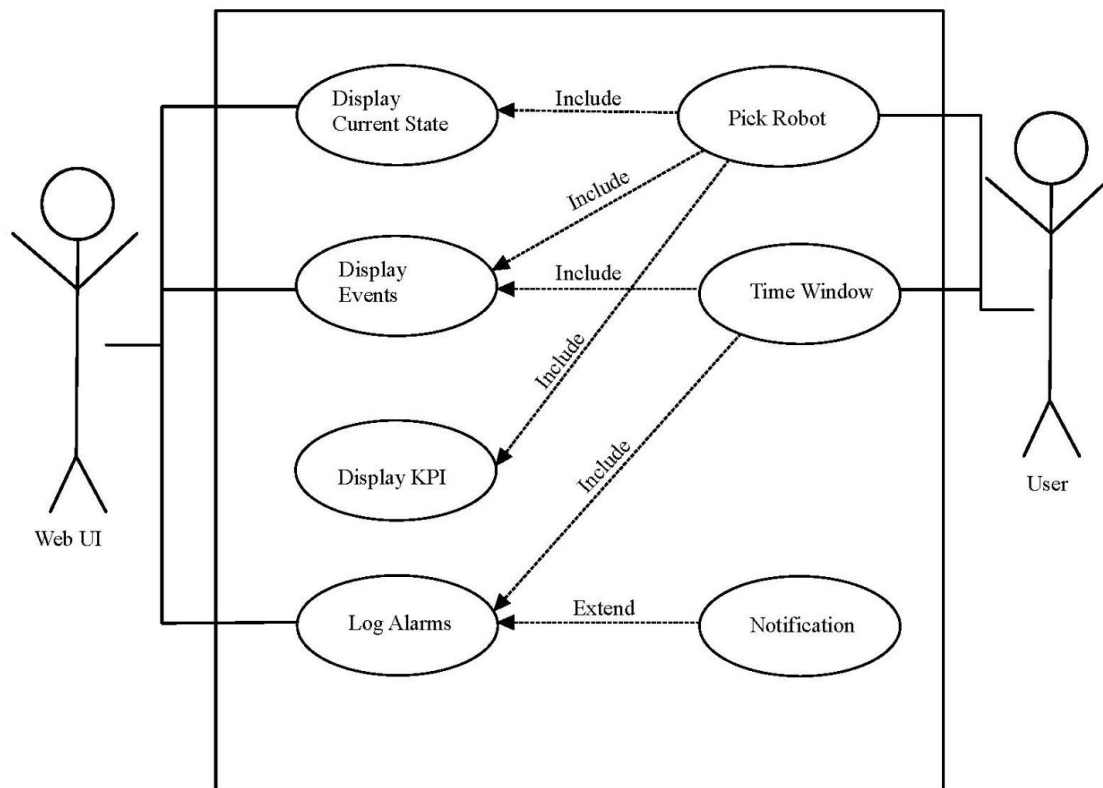 Display
Current State
Include
Pick Robot
Include
Display
Events
Include
Time Window
Include
Display KPI
Include
User
Web UI
Log Alarms
Extend
Notification